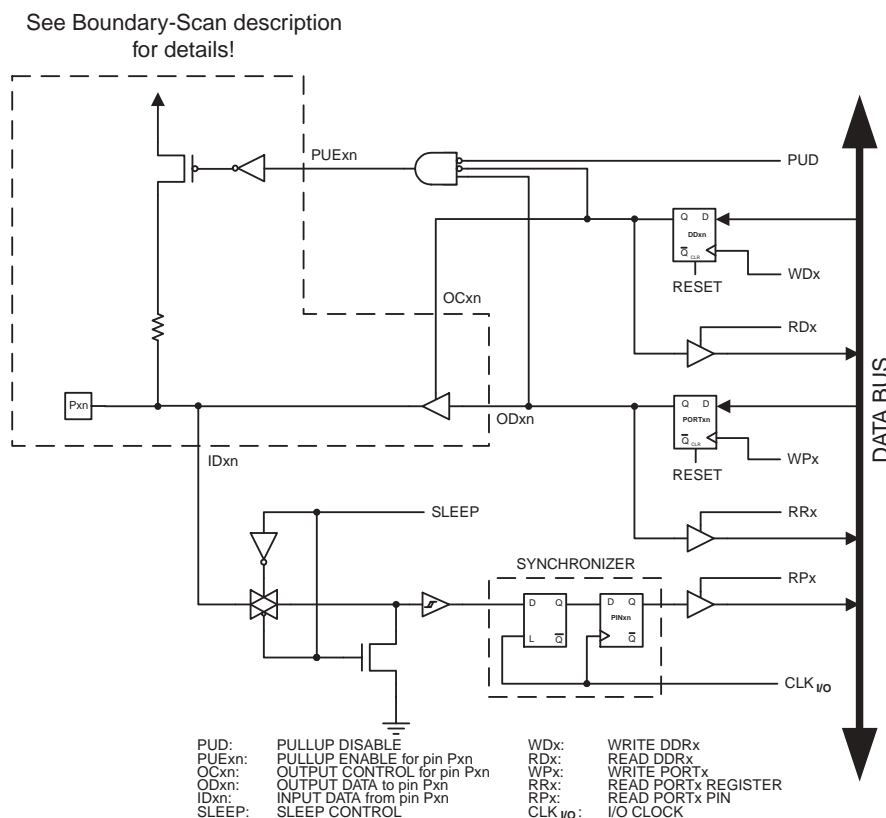 See Boundary-Scan description
for details!
PUExn
PUD
Q D
DDxn
Q
CLR
WDx
RESET
OCxn
RDx
Pxn
ODxn
Q D
PORTxn
Q
CLR
WPx
RESET
IDxn
SLEEP
RRx
SYNCHRONIZER
RPx
D Q
L Q
D Q
PINxn
Q
CLK I/O
DATA BUS
PUD: PULLUP DISABLE
PUExn: PULLUP ENABLE for pin Pxn
OCxn: OUTPUT CONTROL for pin Pxn
ODxn: OUTPUT DATA to pin Pxn
IDxn: INPUT DATA from pin Pxn
SLEEP: SLEEP CONTROL
WDx: WRITE DDRx
RDx: READ DDRx
WPx: WRITE PORTx
RRx: READ PORTx REGISTER
RPx: READ PORTx PIN
CLK I/O: I/O CLOCK